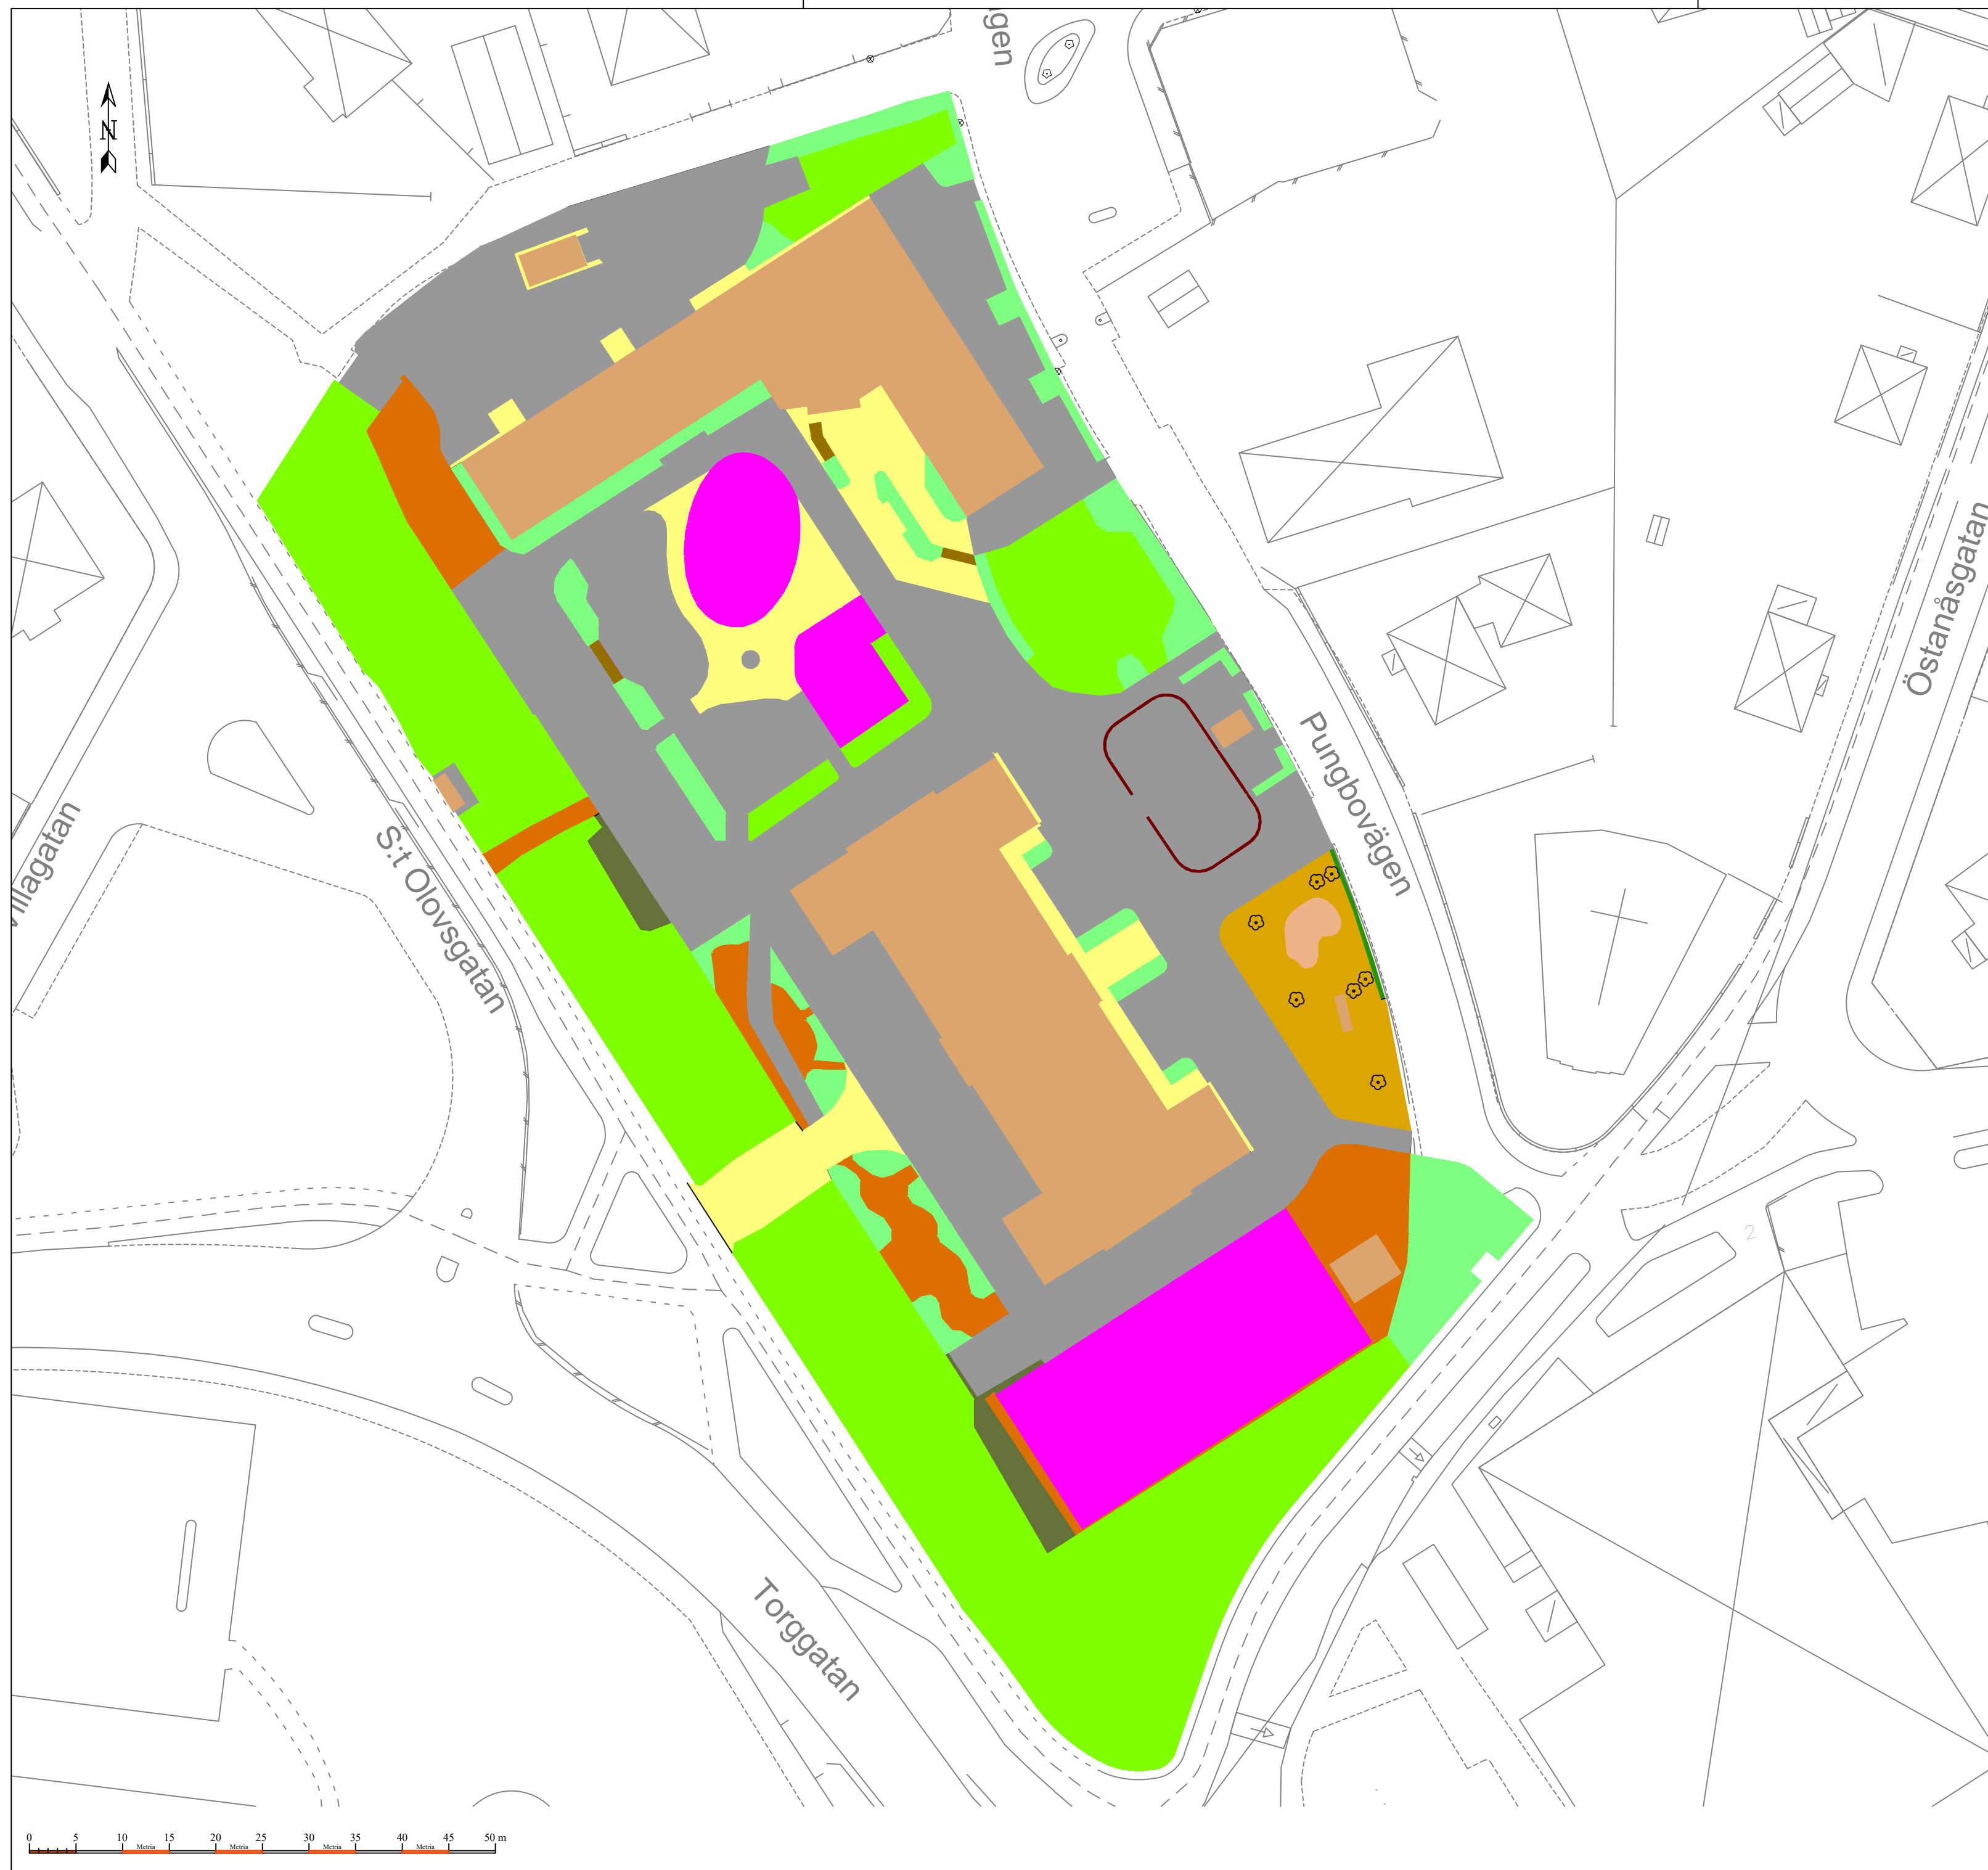 gen
N
Östanåsgatan
Pungbovägen
Villagatan
S:t Olovsgatan
2
Torggatan
0 5 10 15 20 25 30 35 40 45 50 m
Metria Metria Metria Metria